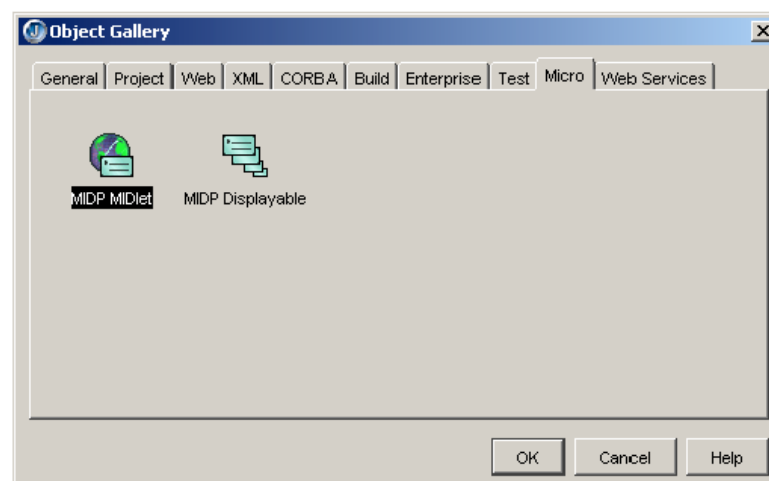 Object Gallery
General Project Web XML CORBA Build Enterprise Test Micro Web Services
MIDP MIDlet MIDP Displayable
OK Cancel Help